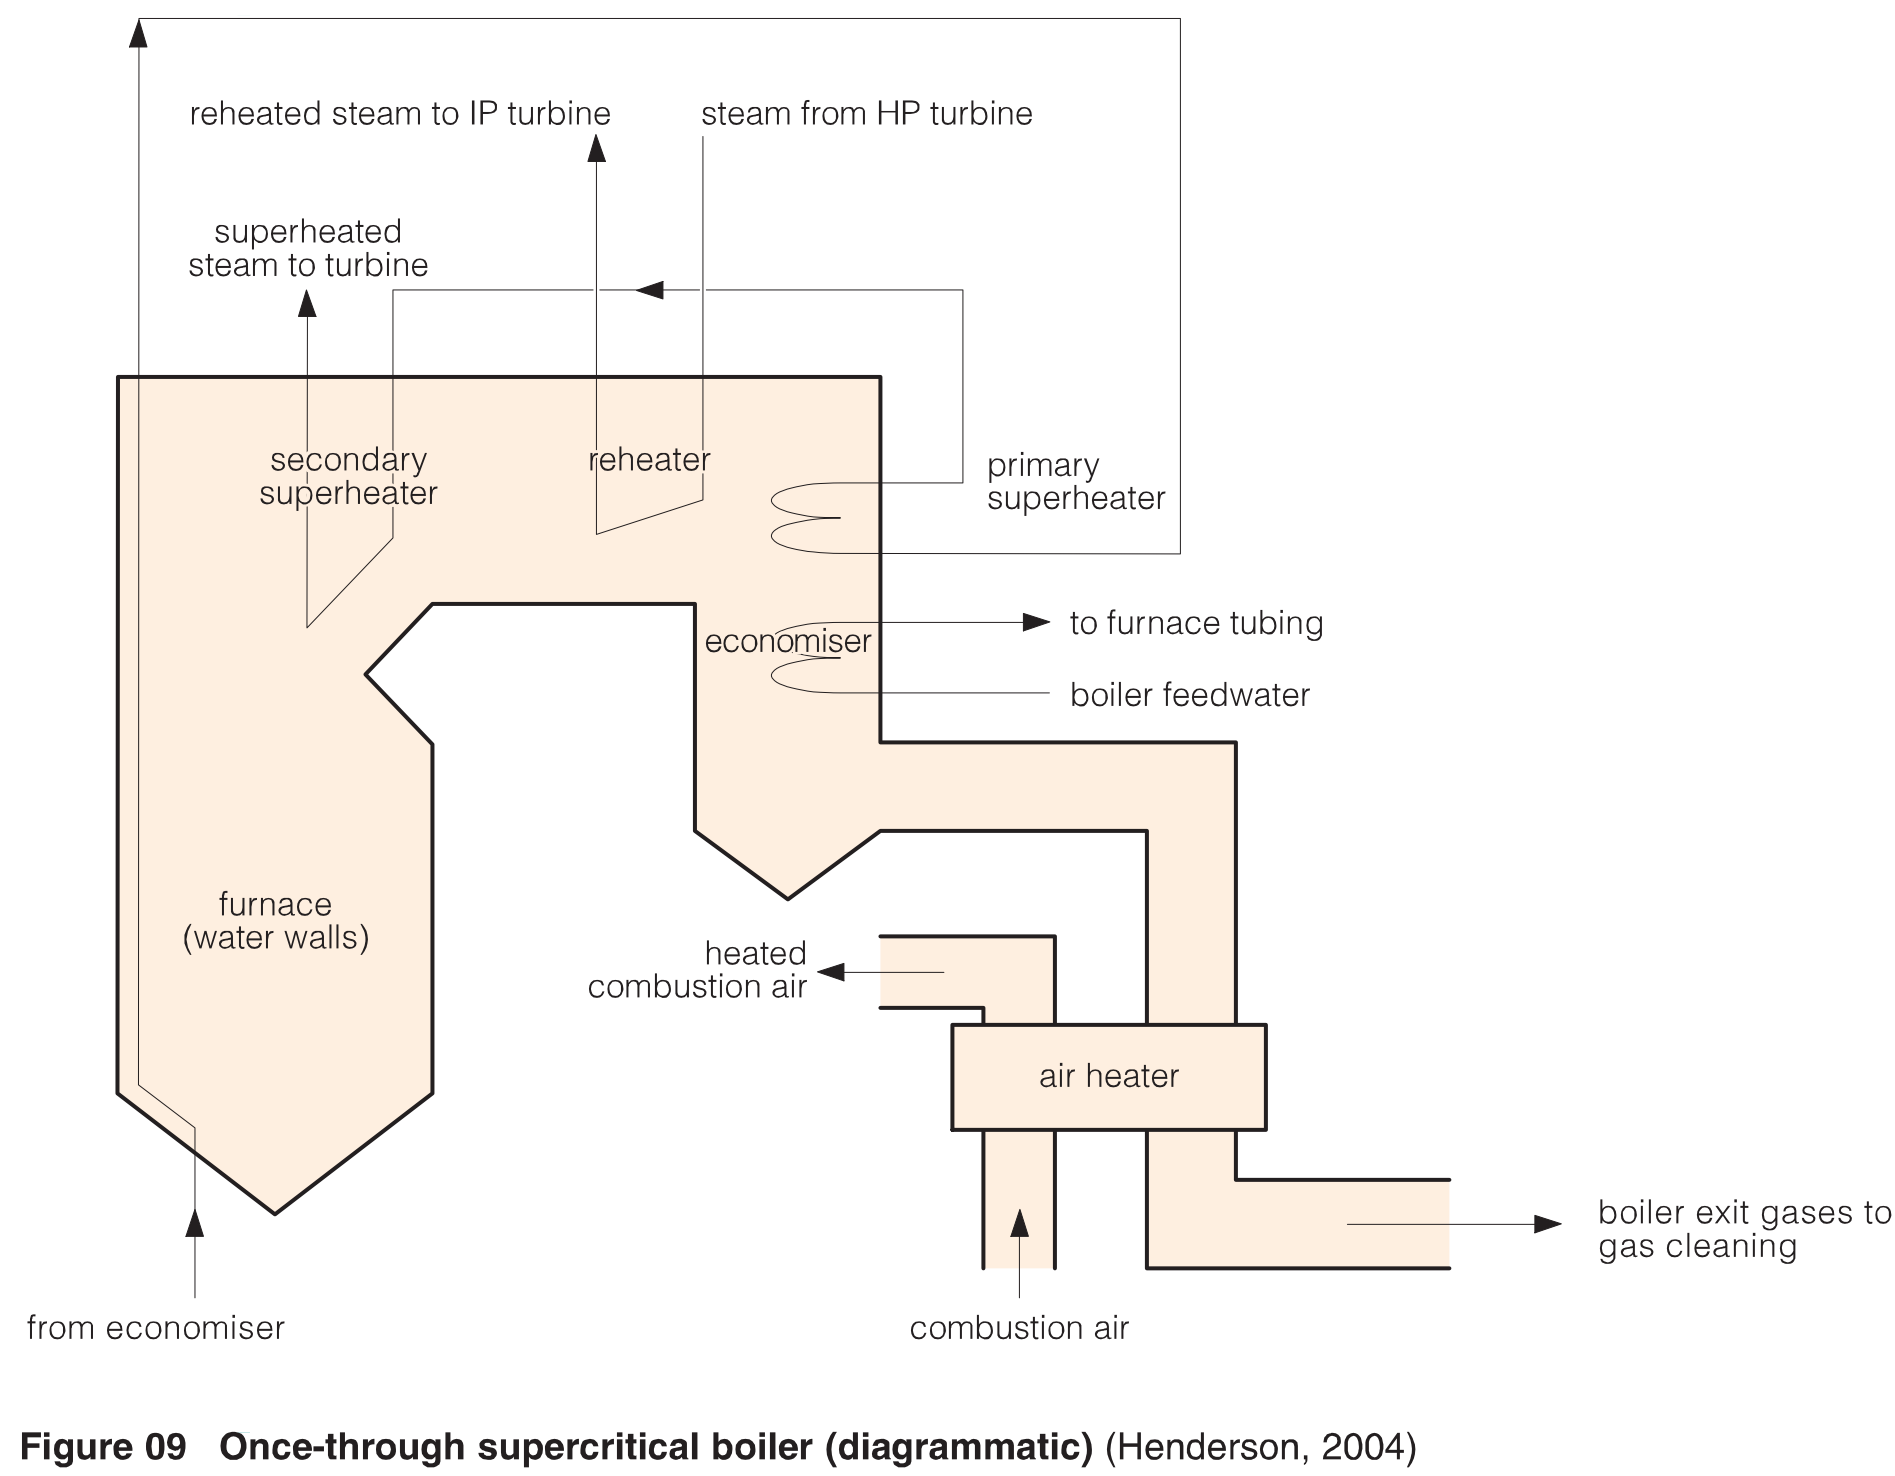 reheated steam to IP turbine
steam from HP turbine
superheated
steam to turbine
secondary
superheater
reheater
primary
superheater
economiser
to furnace tubing
boiler feedwater
furnace
(water walls)
heated
combustion air
air heater
boiler exit gases to
gas cleaning
from economiser
combustion air
Figure 09 Once-through supercritical boiler (diagrammatic) (Henderson, 2004)